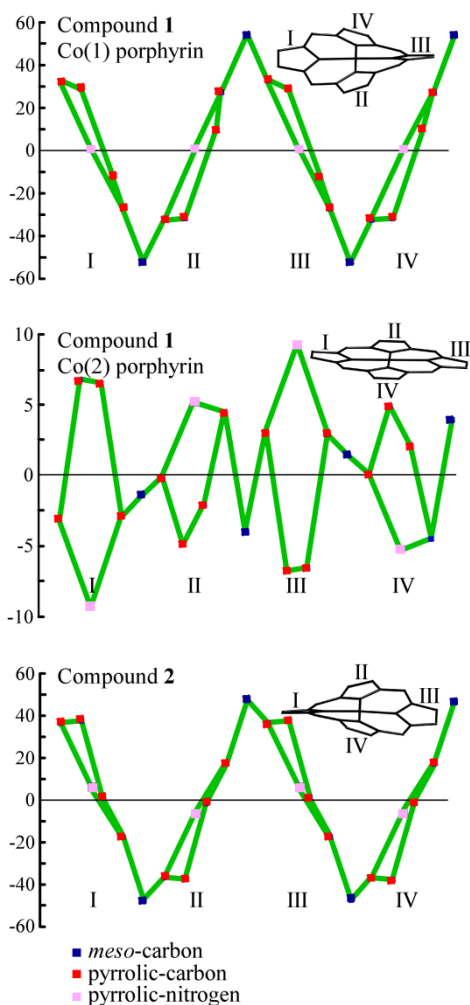 Compound 1
Co(1) porphyrin
60
40
20
0
-20
-40
-60
I
II
III
IV
IV
I
III
II
Compound 1
Co(2) porphyrin
10
5
0
-5
-10
I
II
III
IV
II
I
III
IV
Compound 2
60
40
20
0
-20
-40
-60
I
II
III
IV
II
I
III
IV
meso-carbon
pyrrolic-carbon
pyrrolic-nitrogen